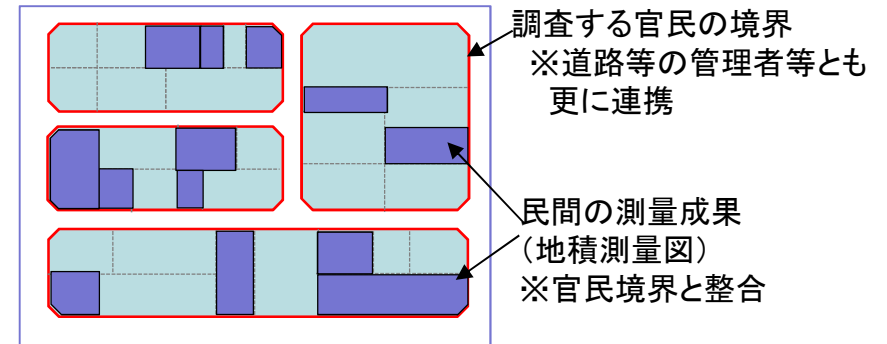 調査する官民の境界
※道路等の管理者等とも
更に連携
民間の測量成果
（地積測量図）
※官民境界と整合